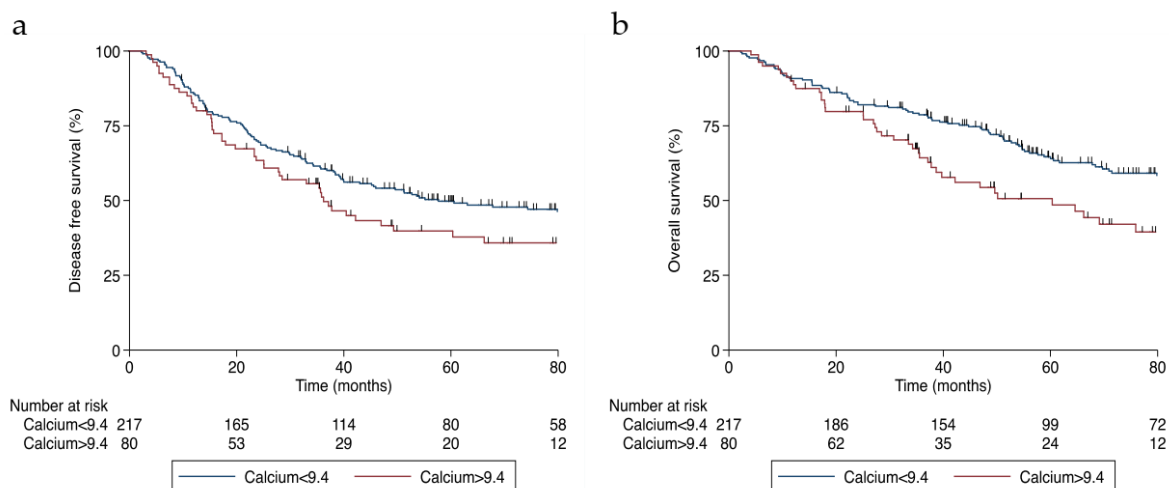 a
100
75
50
25
0
Disease free survival (%)
0 20 40 60 80
Time (months)
Number at risk
Calcium<9.4 217 165 114 80 58
Calcium>9.4 80 53 29 20 12
Calcium<9.4 Calcium>9.4
b
100
75
50
25
0
Overall survival (%)
0 20 40 60 80
Time (months)
Number at risk
Calcium<9.4 217 186 154 99 72
Calcium>9.4 80 62 35 24 12
Calcium<9.4 Calcium>9.4